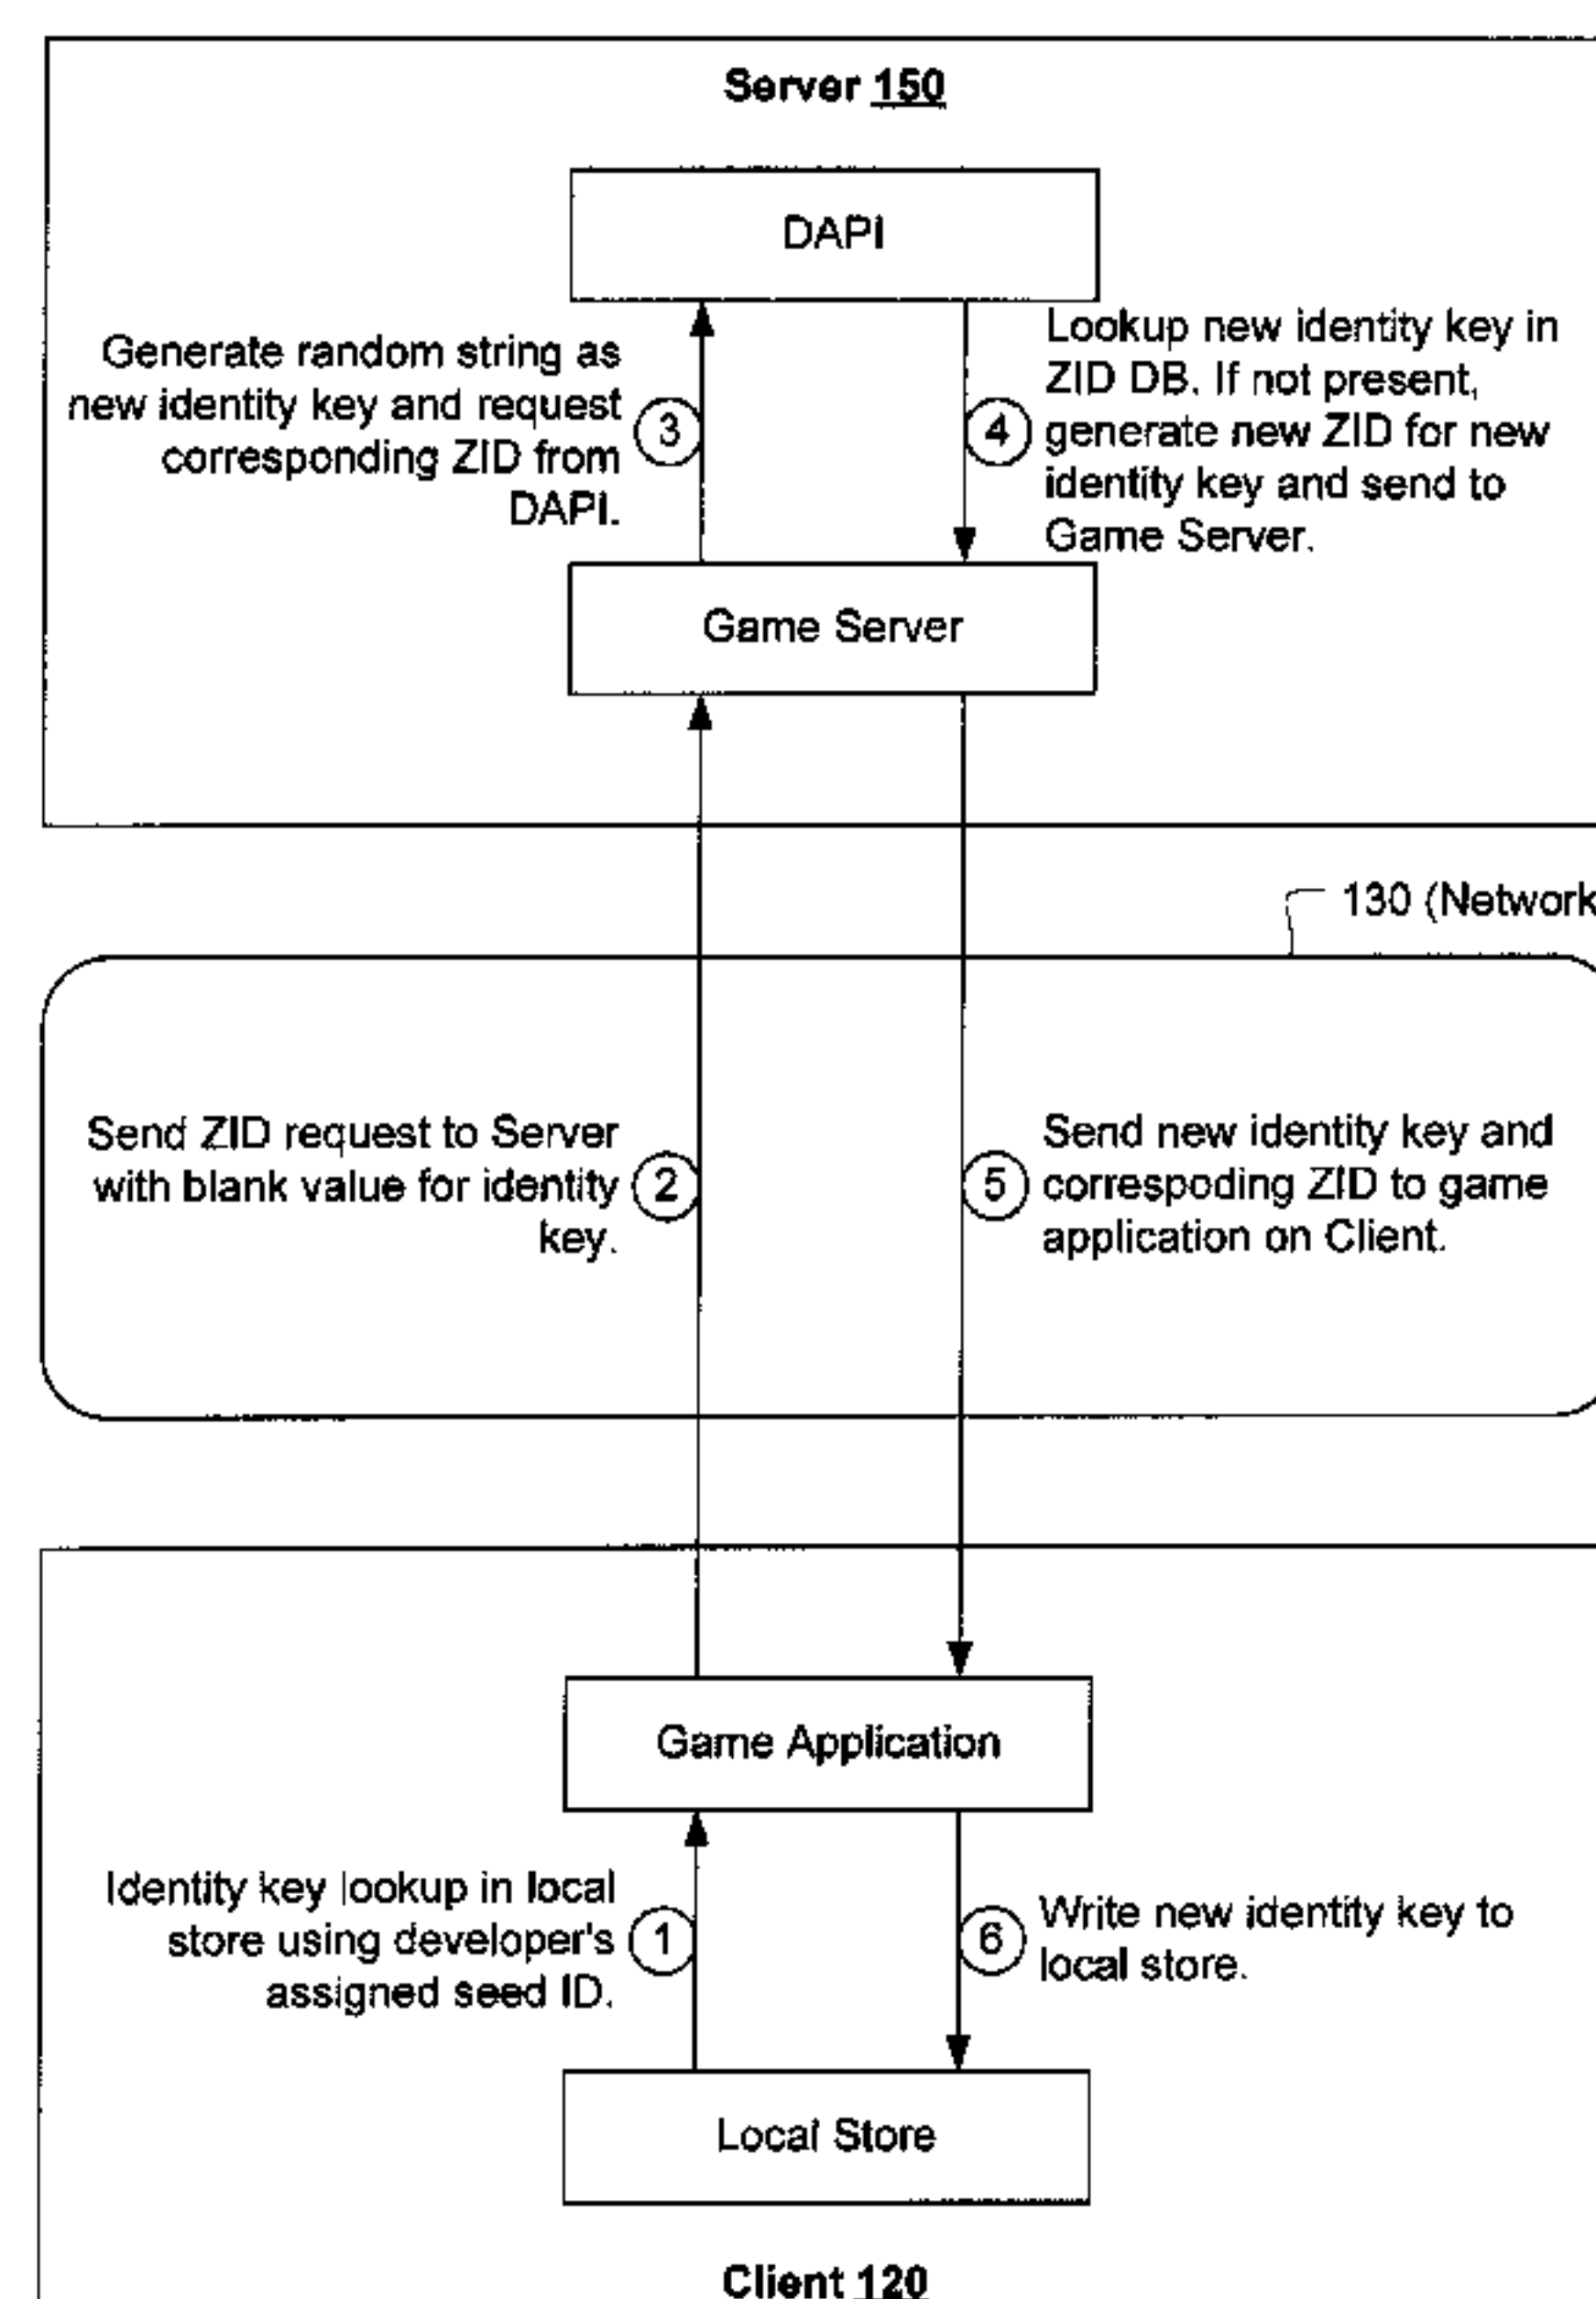 Server 150
DAPI
Generate random string as
new identity key and request
corresponding ZID from
DAPI.
3
4
Lookup new identity key in
ZID DB. If not present,
generate new ZID for new
identity key and send to
Game Server.
Game Server
130 (Network
Send ZID request to Server
with blank value for identity
key.
2
5
Send new identity key and
correspoding ZID to game
application on Client.
Game Application
Identity key lookup in local
store using developer's
assigned seed ID.
1
6
Write new identity key to
local store.
Local Store
Client 120